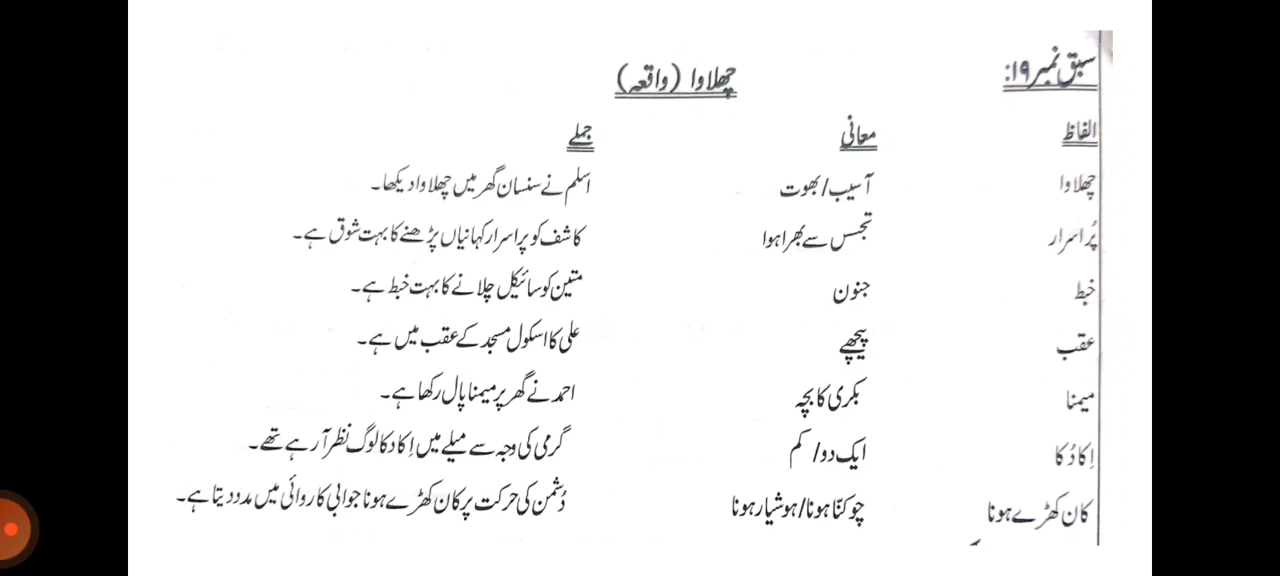 سبق نمبر ۱۹:
چھلاوا (واقعہ)
الفاظ معانی جملے
چھلاوا آسیب/بھوت اسلم نے سنسان گھر میں چھلاوا دیکھا۔
پُراسرار تجسس سے بھرا ہوا کاشف کو پراسرار کہانیاں پڑھنے کا بہت شوق ہے۔
خبط جنون متین کو سائیکل چلانے کا بہت خبط ہے۔
عقب پیچھے علی کا اسکول مسجد کے عقب میں ہے۔
میمنا بکری کا بچہ احمد نے گھر پر میمنا پال رکھا ہے۔
اِکا دُکا ایک دو/کم گرمی کی وجہ سے میلے میں اِکا دکا لوگ نظر آ رہے تھے۔
کان کھڑے ہونا چوکنّا ہونا/ہوشیار ہونا دُشمن کی حرکت پر کان کھڑے ہونا جوابی کاروائی میں مدد دیتا ہے۔